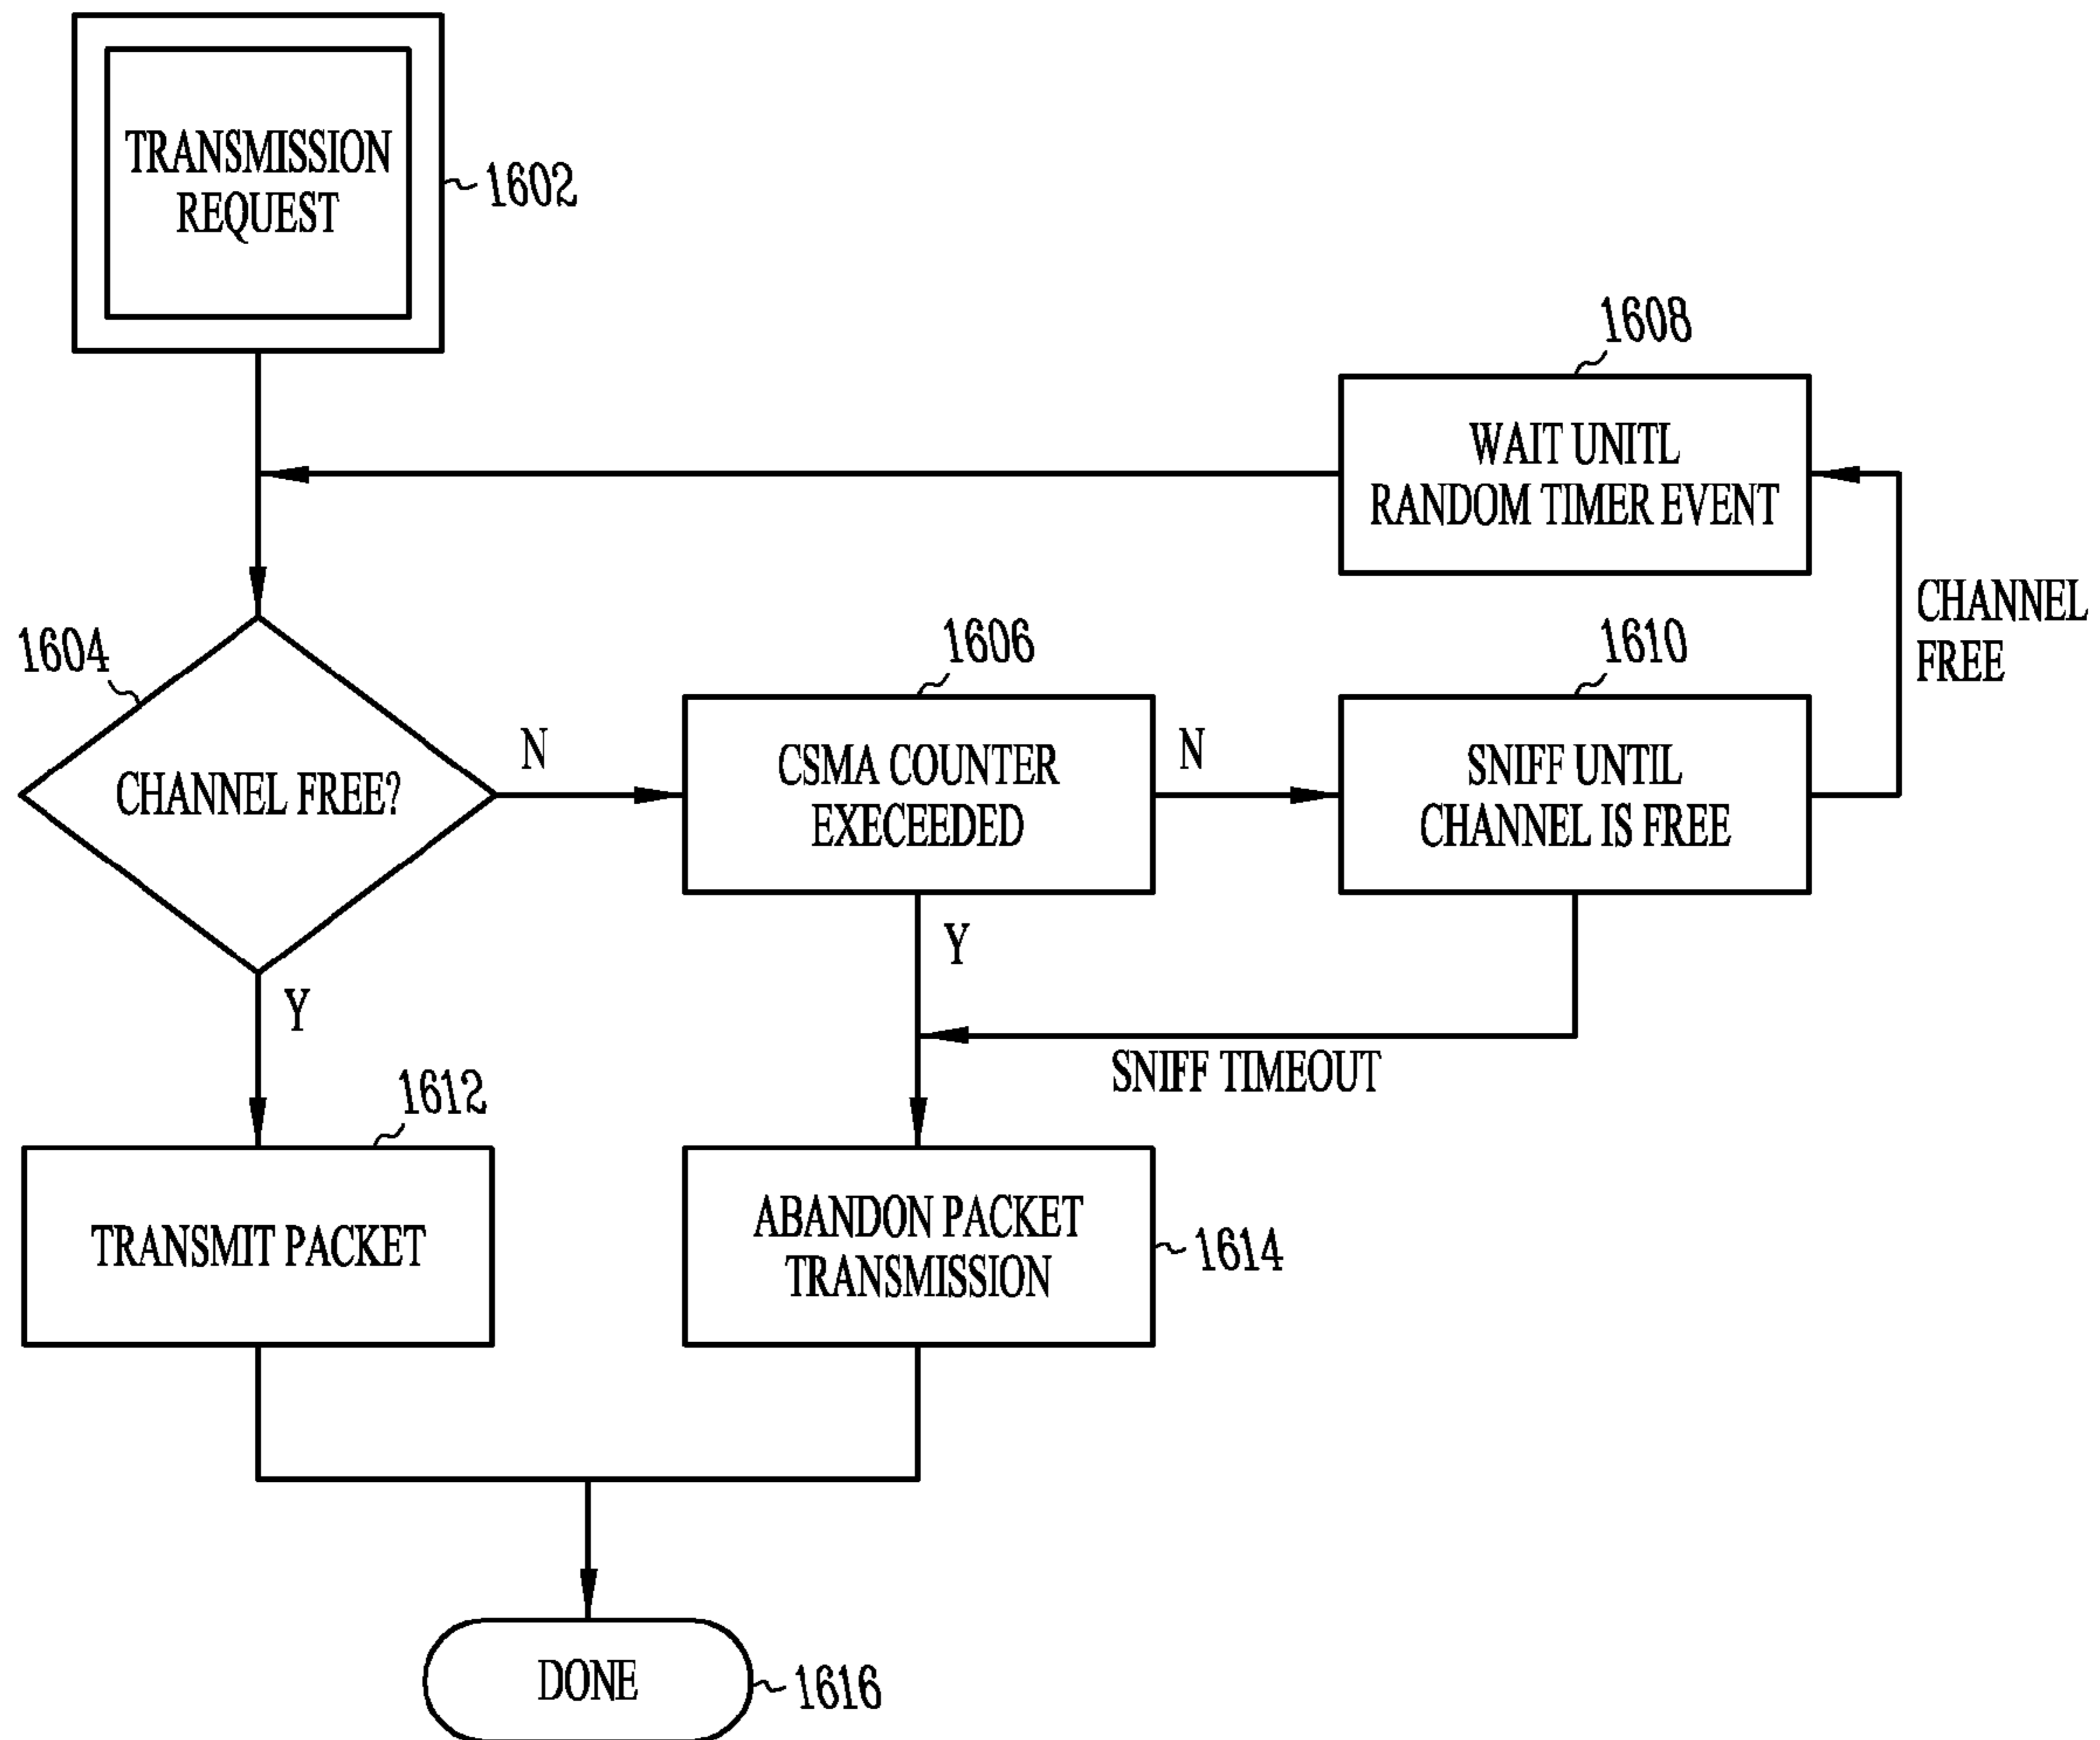 TRANSMISSION
REQUEST
1602
1608
WAIT UNITL
RANDOM TIMER EVENT
CHANNEL
FREE
1604
CHANNEL FREE?
N
1606
CSMA COUNTER
EXECEEDED
N
1610
SNIFF UNTIL
CHANNEL IS FREE
Y
Y
SNIFF TIMEOUT
1612
TRANSMIT PACKET
ABANDON PACKET
TRANSMISSION
1614
DONE
1616